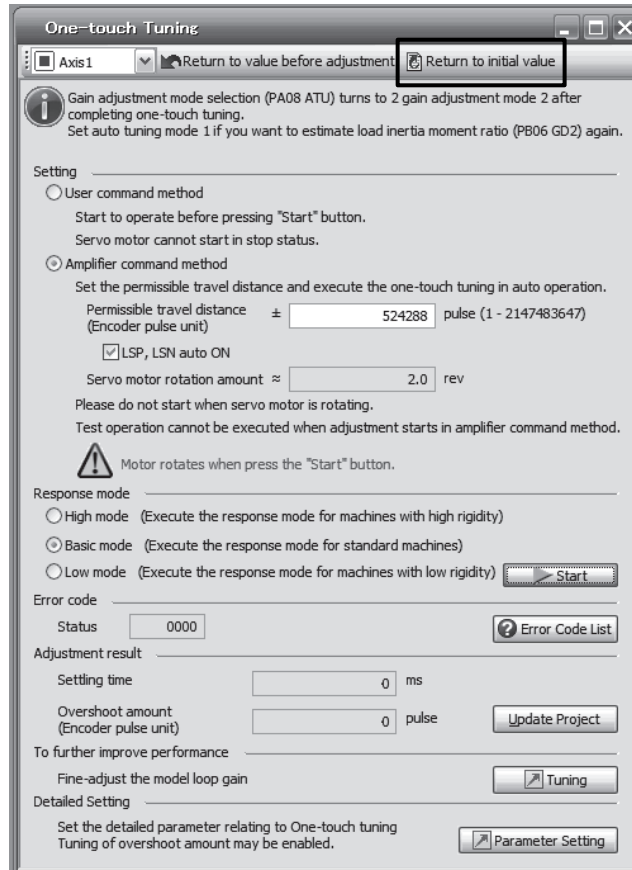 One-touch Tuning
Axis1 Return to value before adjustment Return to initial value
Gain adjustment mode selection (PA08 ATU) turns to 2 gain adjustment mode 2 after
completing one-touch tuning.
Set auto tuning mode 1 if you want to estimate load inertia moment ratio (PB06 GD2) again.
Setting
User command method
Start to operate before pressing "Start" button.
Servo motor cannot start in stop status.
Amplifier command method
Set the permissible travel distance and execute the one-touch tuning in auto operation.
Permissible travel distance ± 524288 pulse (1 - 2147483647)
(Encoder pulse unit)
LSP, LSN auto ON
Servo motor rotation amount ≈ 2.0 rev
Please do not start when servo motor is rotating.
Test operation cannot be executed when adjustment starts in amplifier command method.
Motor rotates when press the "Start" button.
Response mode
High mode (Execute the response mode for machines with high rigidity)
Basic mode (Execute the response mode for standard machines)
Low mode (Execute the response mode for machines with low rigidity) Start
Error code
Status 0000 Error Code List
Adjustment result
Settling time 0 ms
Overshoot amount 0 pulse Update Project
(Encoder pulse unit)
To further improve performance
Fine-adjust the model loop gain Tuning
Detailed Setting
Set the detailed parameter relating to One-touch tuning
Tuning of overshoot amount may be enabled. Parameter Setting